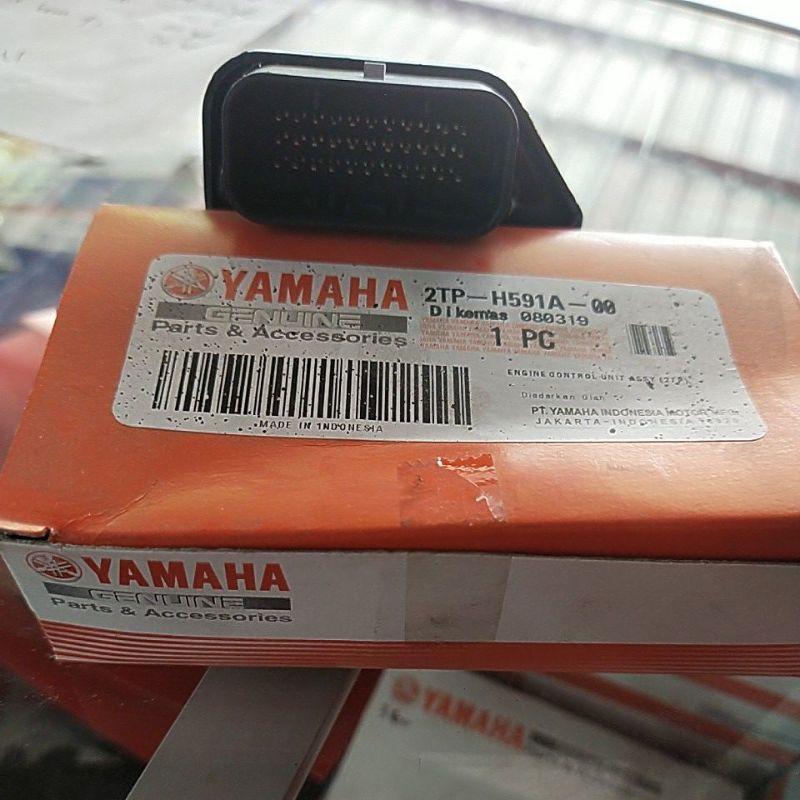 YAMAHA
GENUINE
Parts & Accessories
2TP-H591A-00
Dikemas 080319
1 PC
ENGINE CONTROL UNIT ASSY (2TP)
Diedarkan Oleh
PT. YAMAHA INDONESIA MOTOR MFG.
JAKARTA-INDONESIA
MADE IN INDONESIA
YAMAHA
GENUINE
Parts & Accessories
YAMAHA